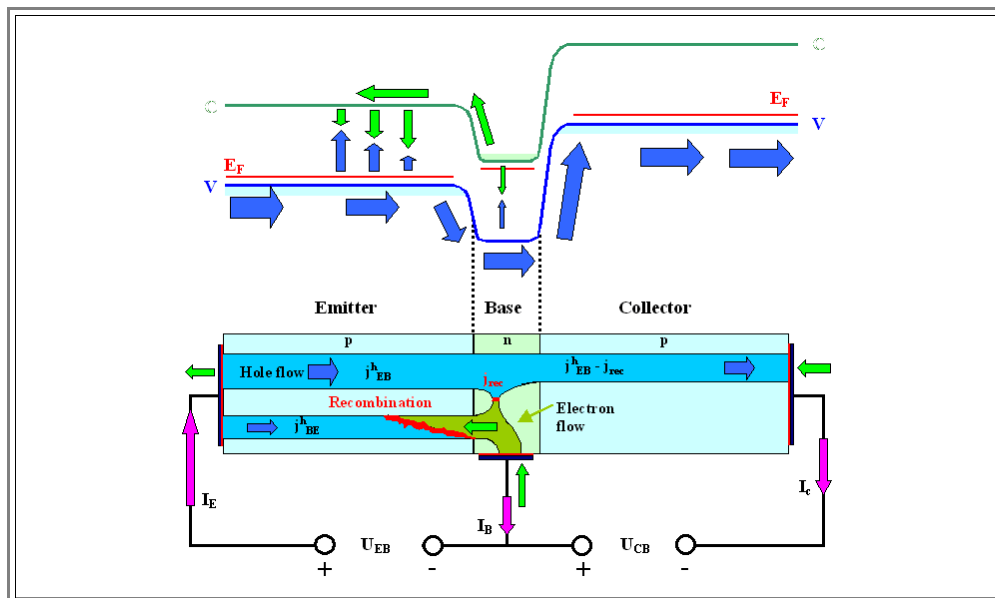 C
C
E_F
V
E_F
V
Emitter Base Collector
p n p
Hole flow j^h_EB j_rec j^h_EB - j_rec
Recombination
Electron
flow
j^h_BE
I_E I_B I_c
U_EB U_CB
+ - + -